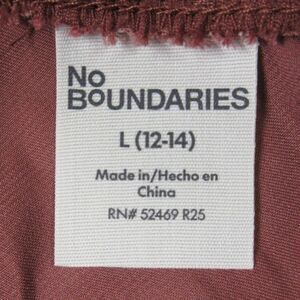 No
BOUNDARIES
L (12-14)
Made in/Hecho en
China
RN# 52469 R25